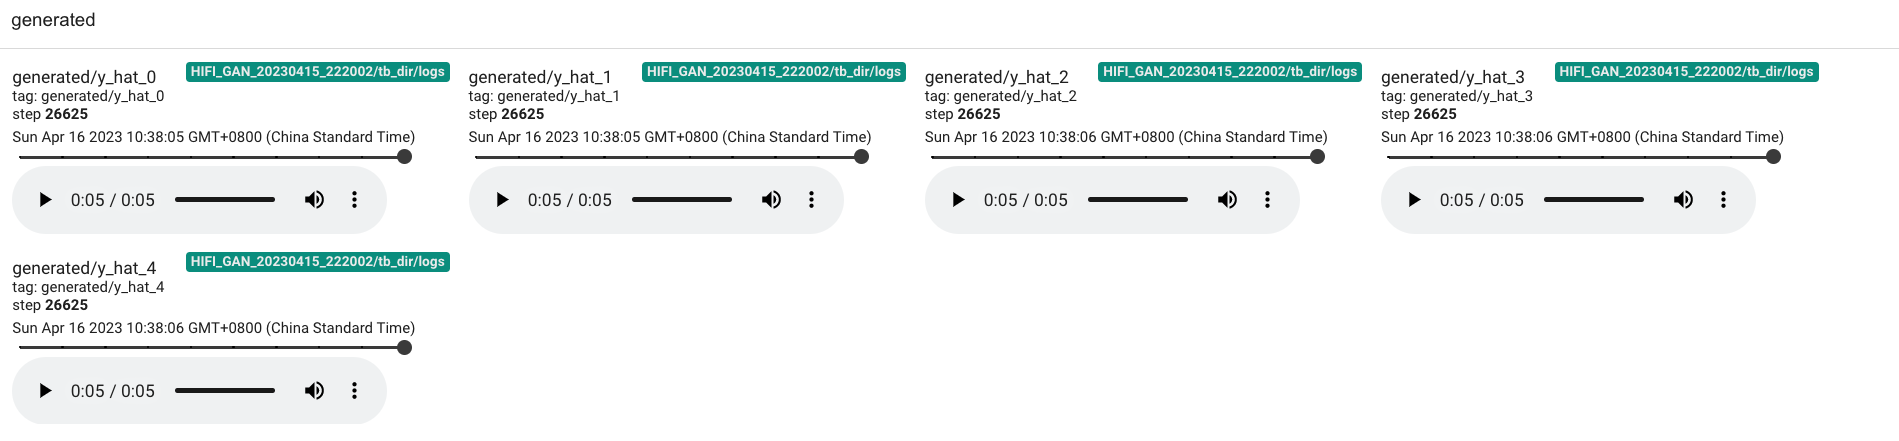 generated
generated/y_hat_0
HIFI_GAN_20230415_222002/tb_dir/logs
tag: generated/y_hat_0
step 26625
Sun Apr 16 2023 10:38:05 GMT+0800 (China Standard Time)
0:05 / 0:05
generated/y_hat_1
HIFI_GAN_20230415_222002/tb_dir/logs
tag: generated/y_hat_1
step 26625
Sun Apr 16 2023 10:38:05 GMT+0800 (China Standard Time)
0:05 / 0:05
generated/y_hat_2
HIFI_GAN_20230415_222002/tb_dir/logs
tag: generated/y_hat_2
step 26625
Sun Apr 16 2023 10:38:06 GMT+0800 (China Standard Time)
0:05 / 0:05
generated/y_hat_3
HIFI_GAN_20230415_222002/tb_dir/logs
tag: generated/y_hat_3
step 26625
Sun Apr 16 2023 10:38:06 GMT+0800 (China Standard Time)
0:05 / 0:05
generated/y_hat_4
HIFI_GAN_20230415_222002/tb_dir/logs
tag: generated/y_hat_4
step 26625
Sun Apr 16 2023 10:38:06 GMT+0800 (China Standard Time)
0:05 / 0:05